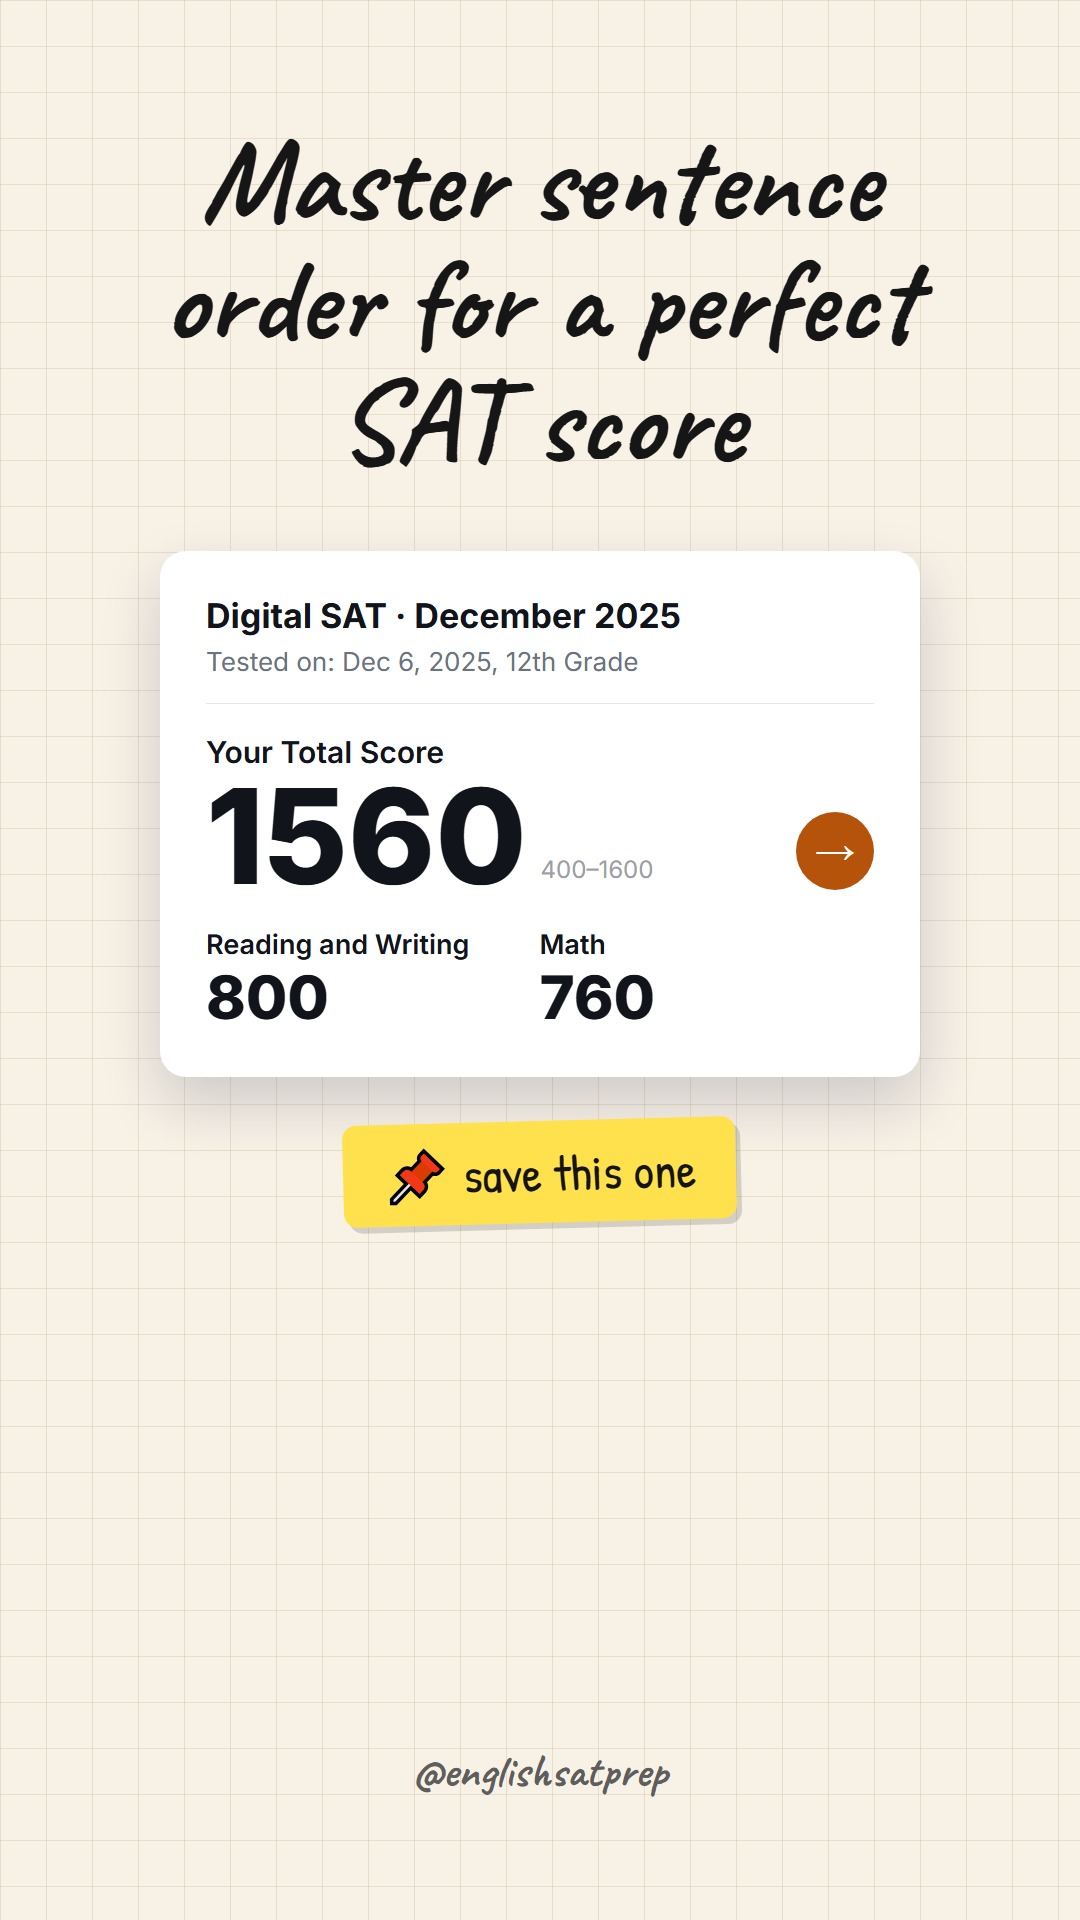 Master sentence
order for a perfect
SAT score
Digital SAT · December 2025
Tested on: Dec 6, 2025, 12th Grade
Your Total Score
1560 400–1600
→
Reading and Writing Math
800 760
📌 save this one
@englishsatprep